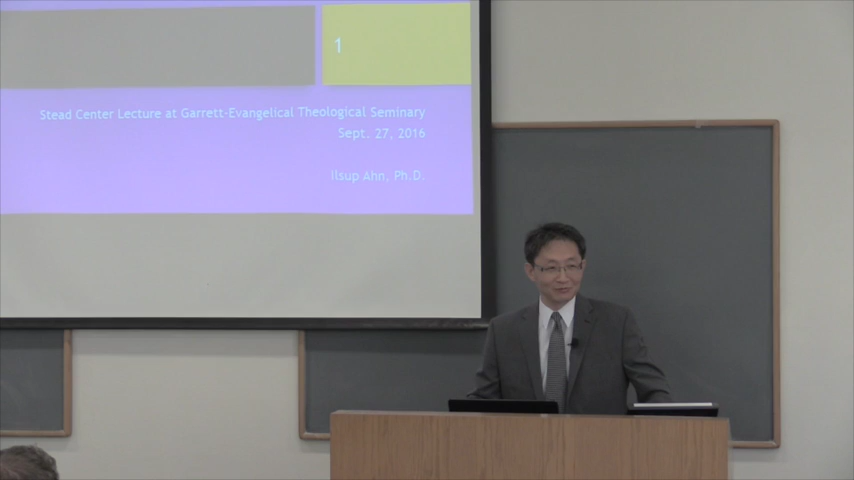 1
Stead Center Lecture at Garrett-Evangelical Theological Seminary
Sept. 27, 2016
Ilsup Ahn, Ph.D.